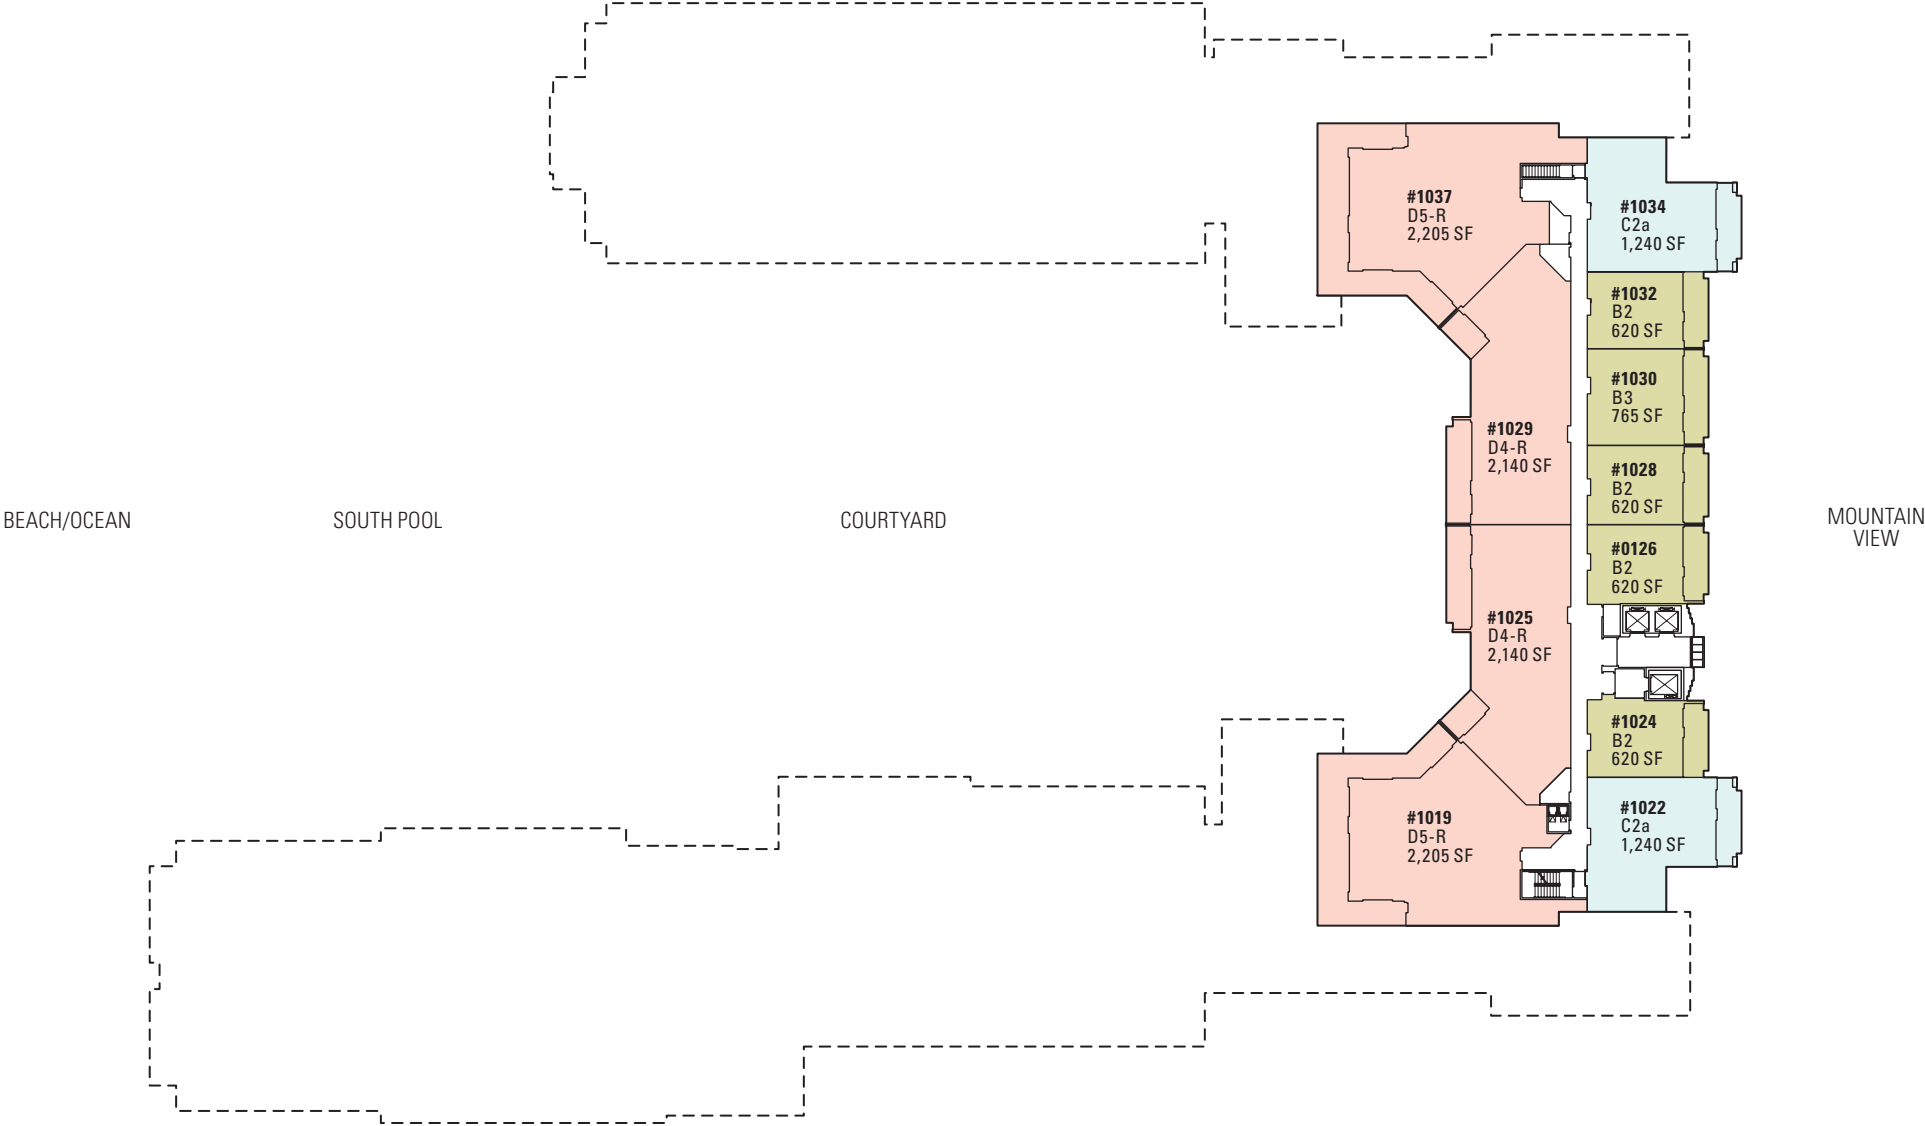 BEACH/OCEAN
SOUTH POOL
COURTYARD
#1037
D5-R
2,205 SF
#1029
D4-R
2,140 SF
#1025
D4-R
2,140 SF
#1019
D5-R
2,205 SF
#1034
C2a
1,240 SF
#1032
B2
620 SF
#1030
B3
765 SF
#1028
B2
620 SF
#0126
B2
620 SF
#1024
B2
620 SF
#1022
C2a
1,240 SF
MOUNTAIN
VIEW